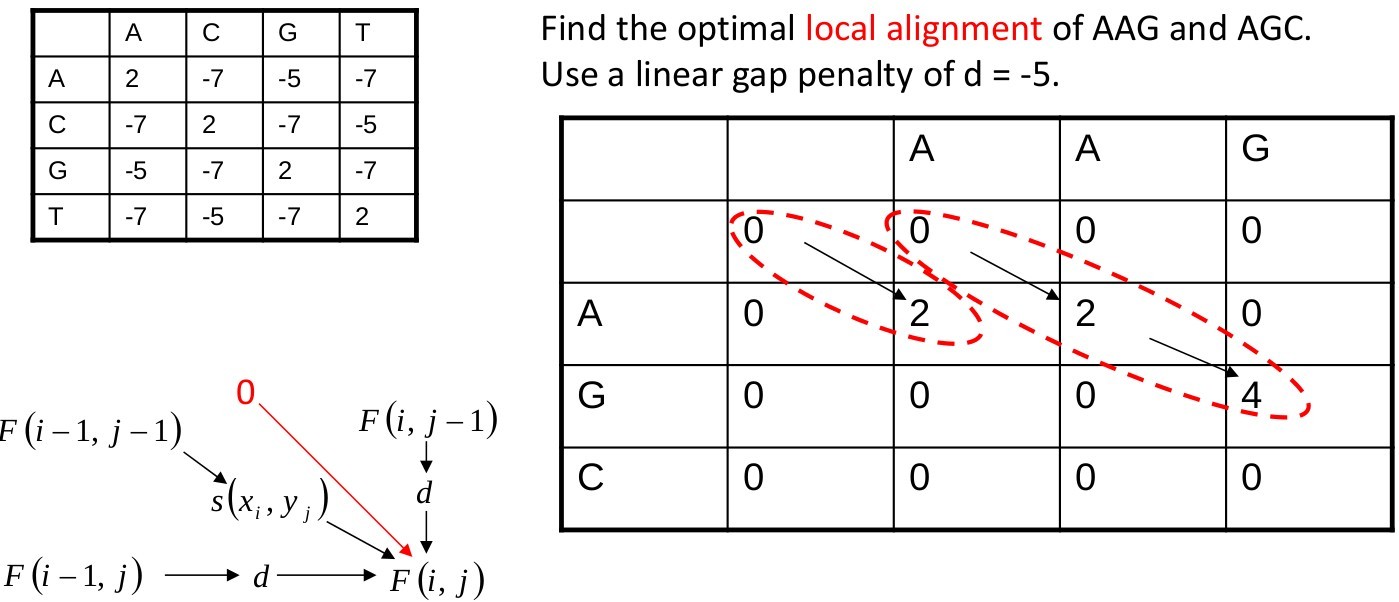 A C G T
A 2 -7 -5 -7
C -7 2 -7 -5
G -5 -7 2 -7
T -7 -5 -7 2
Find the optimal local alignment of AAG and AGC.
Use a linear gap penalty of d = -5.
A A G
0 0 0 0
A 0 2 2 0
G 0 0 0 4
C 0 0 0 0
0
F(i − 1, j − 1)
F(i, j − 1)
s(x_i, y_j)
d
F(i − 1, j)
d
F(i, j)